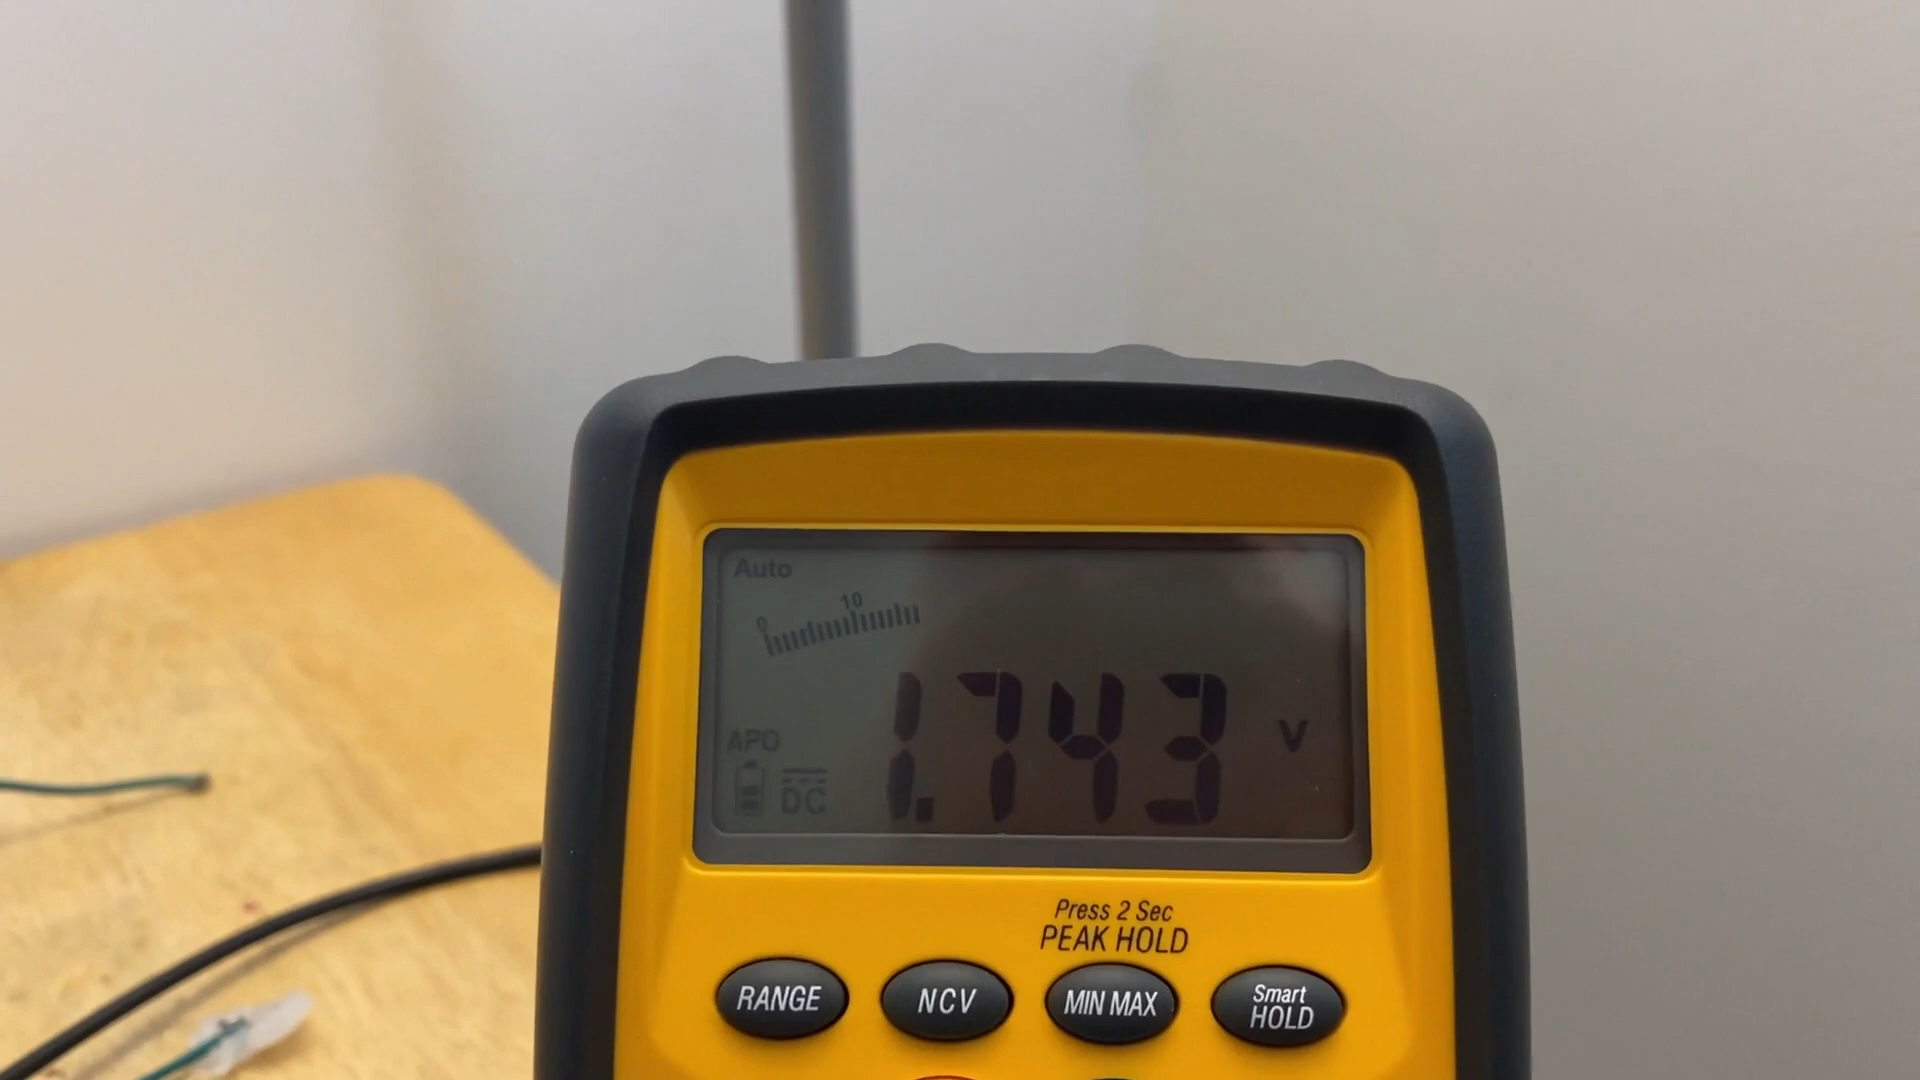 Auto
0 10
1.743 V
APO
DC
Press 2 Sec
PEAK HOLD
RANGE
NCV
MIN MAX
Smart
HOLD